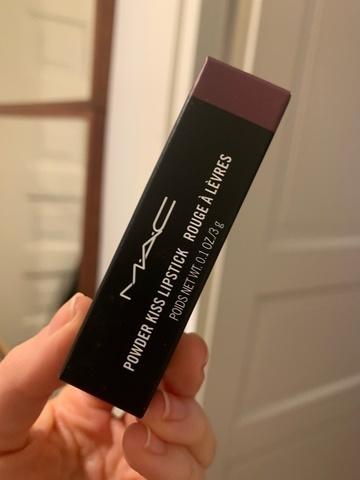 MAC
POWDER KISS LIPSTICK ROUGE À LÈVRES
POIDS NET WT. 0.1 OZ/3 g